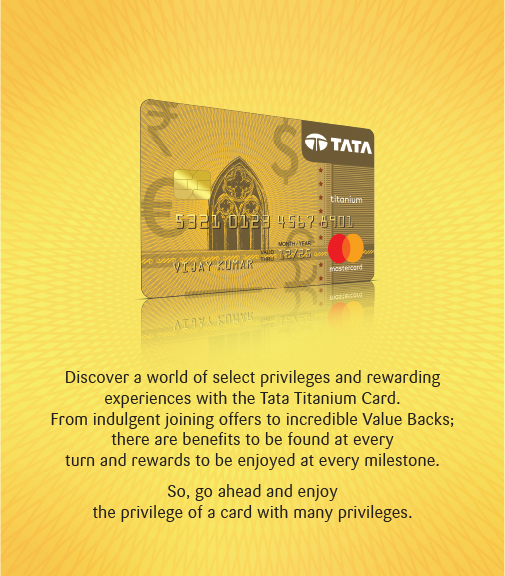 TATA
titanium
5321 0123 4567 8901
MONTH / YEAR
VALID THRU 12/25
VIJAY KUMAR
mastercard
Discover a world of select privileges and rewarding
experiences with the Tata Titanium Card.
From indulgent joining offers to incredible Value Backs;
there are benefits to be found at every
turn and rewards to be enjoyed at every milestone.
So, go ahead and enjoy
the privilege of a card with many privileges.